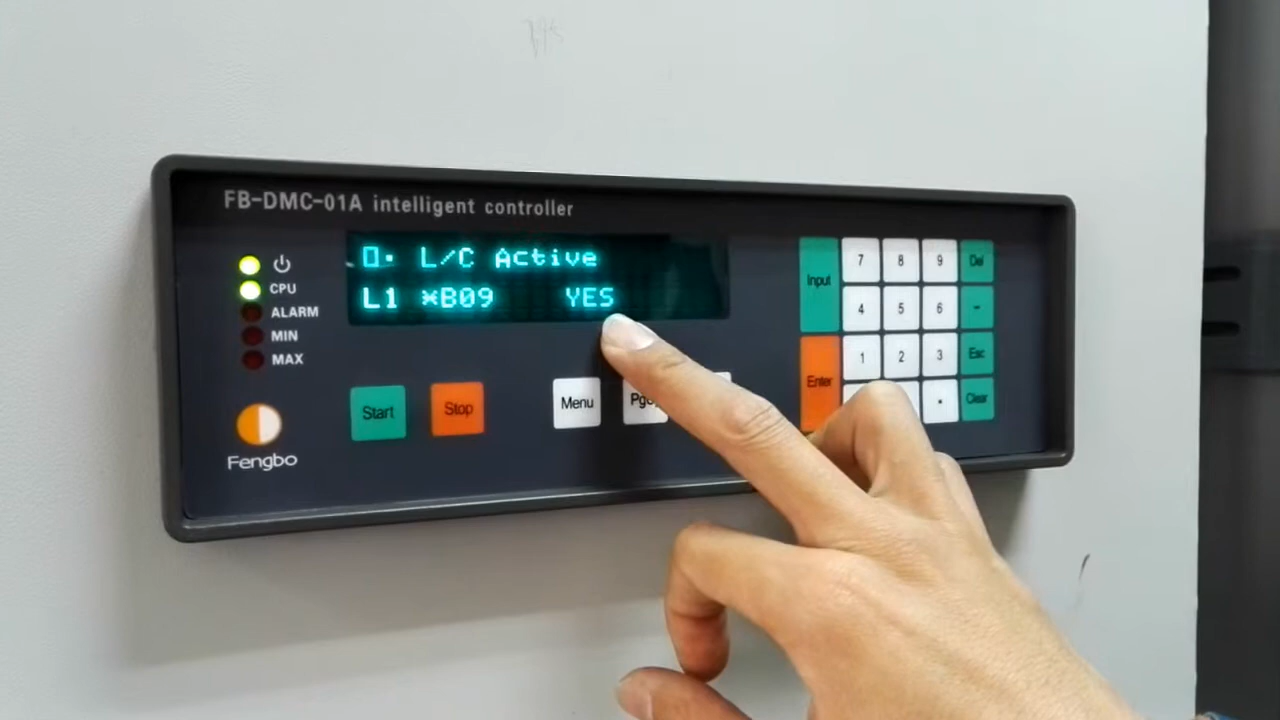 FB-DMC-01A intelligent controller
L/C Active
L1 *B09 YES
CPU
ALARM
MIN
MAX
Fengbo
Start
Stop
Menu
Input
7
8
9
Del
4
5
6
-
Enter
1
2
3
Esc
.
Clear